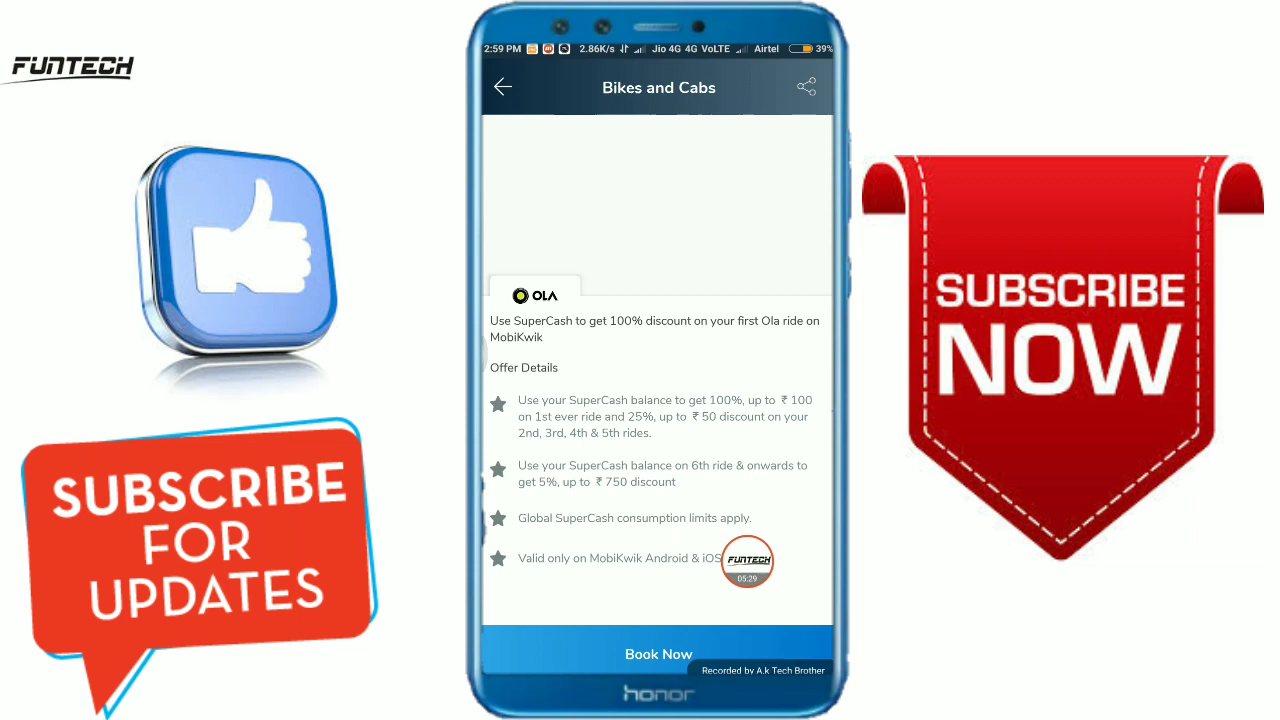 FUNTECH
SUBSCRIBE
FOR
UPDATES
2:59 PM 2.86K/s Jio 4G 4G VoLTE Airtel 39%
Bikes and Cabs
OLA
Use SuperCash to get 100% discount on your first Ola ride on
MobiKwik
Offer Details
Use your SuperCash balance to get 100%, up to ₹ 100
on 1st ever ride and 25%, up to ₹ 50 discount on your
2nd, 3rd, 4th & 5th rides.
Use your SuperCash balance on 6th ride & onwards to
get 5%, up to ₹ 750 discount
Global SuperCash consumption limits apply.
Valid only on MobiKwik Android & iOS
FUNTECH
05:29
Book Now
Recorded by A.k Tech Brother
honor
SUBSCRIBE
NOW